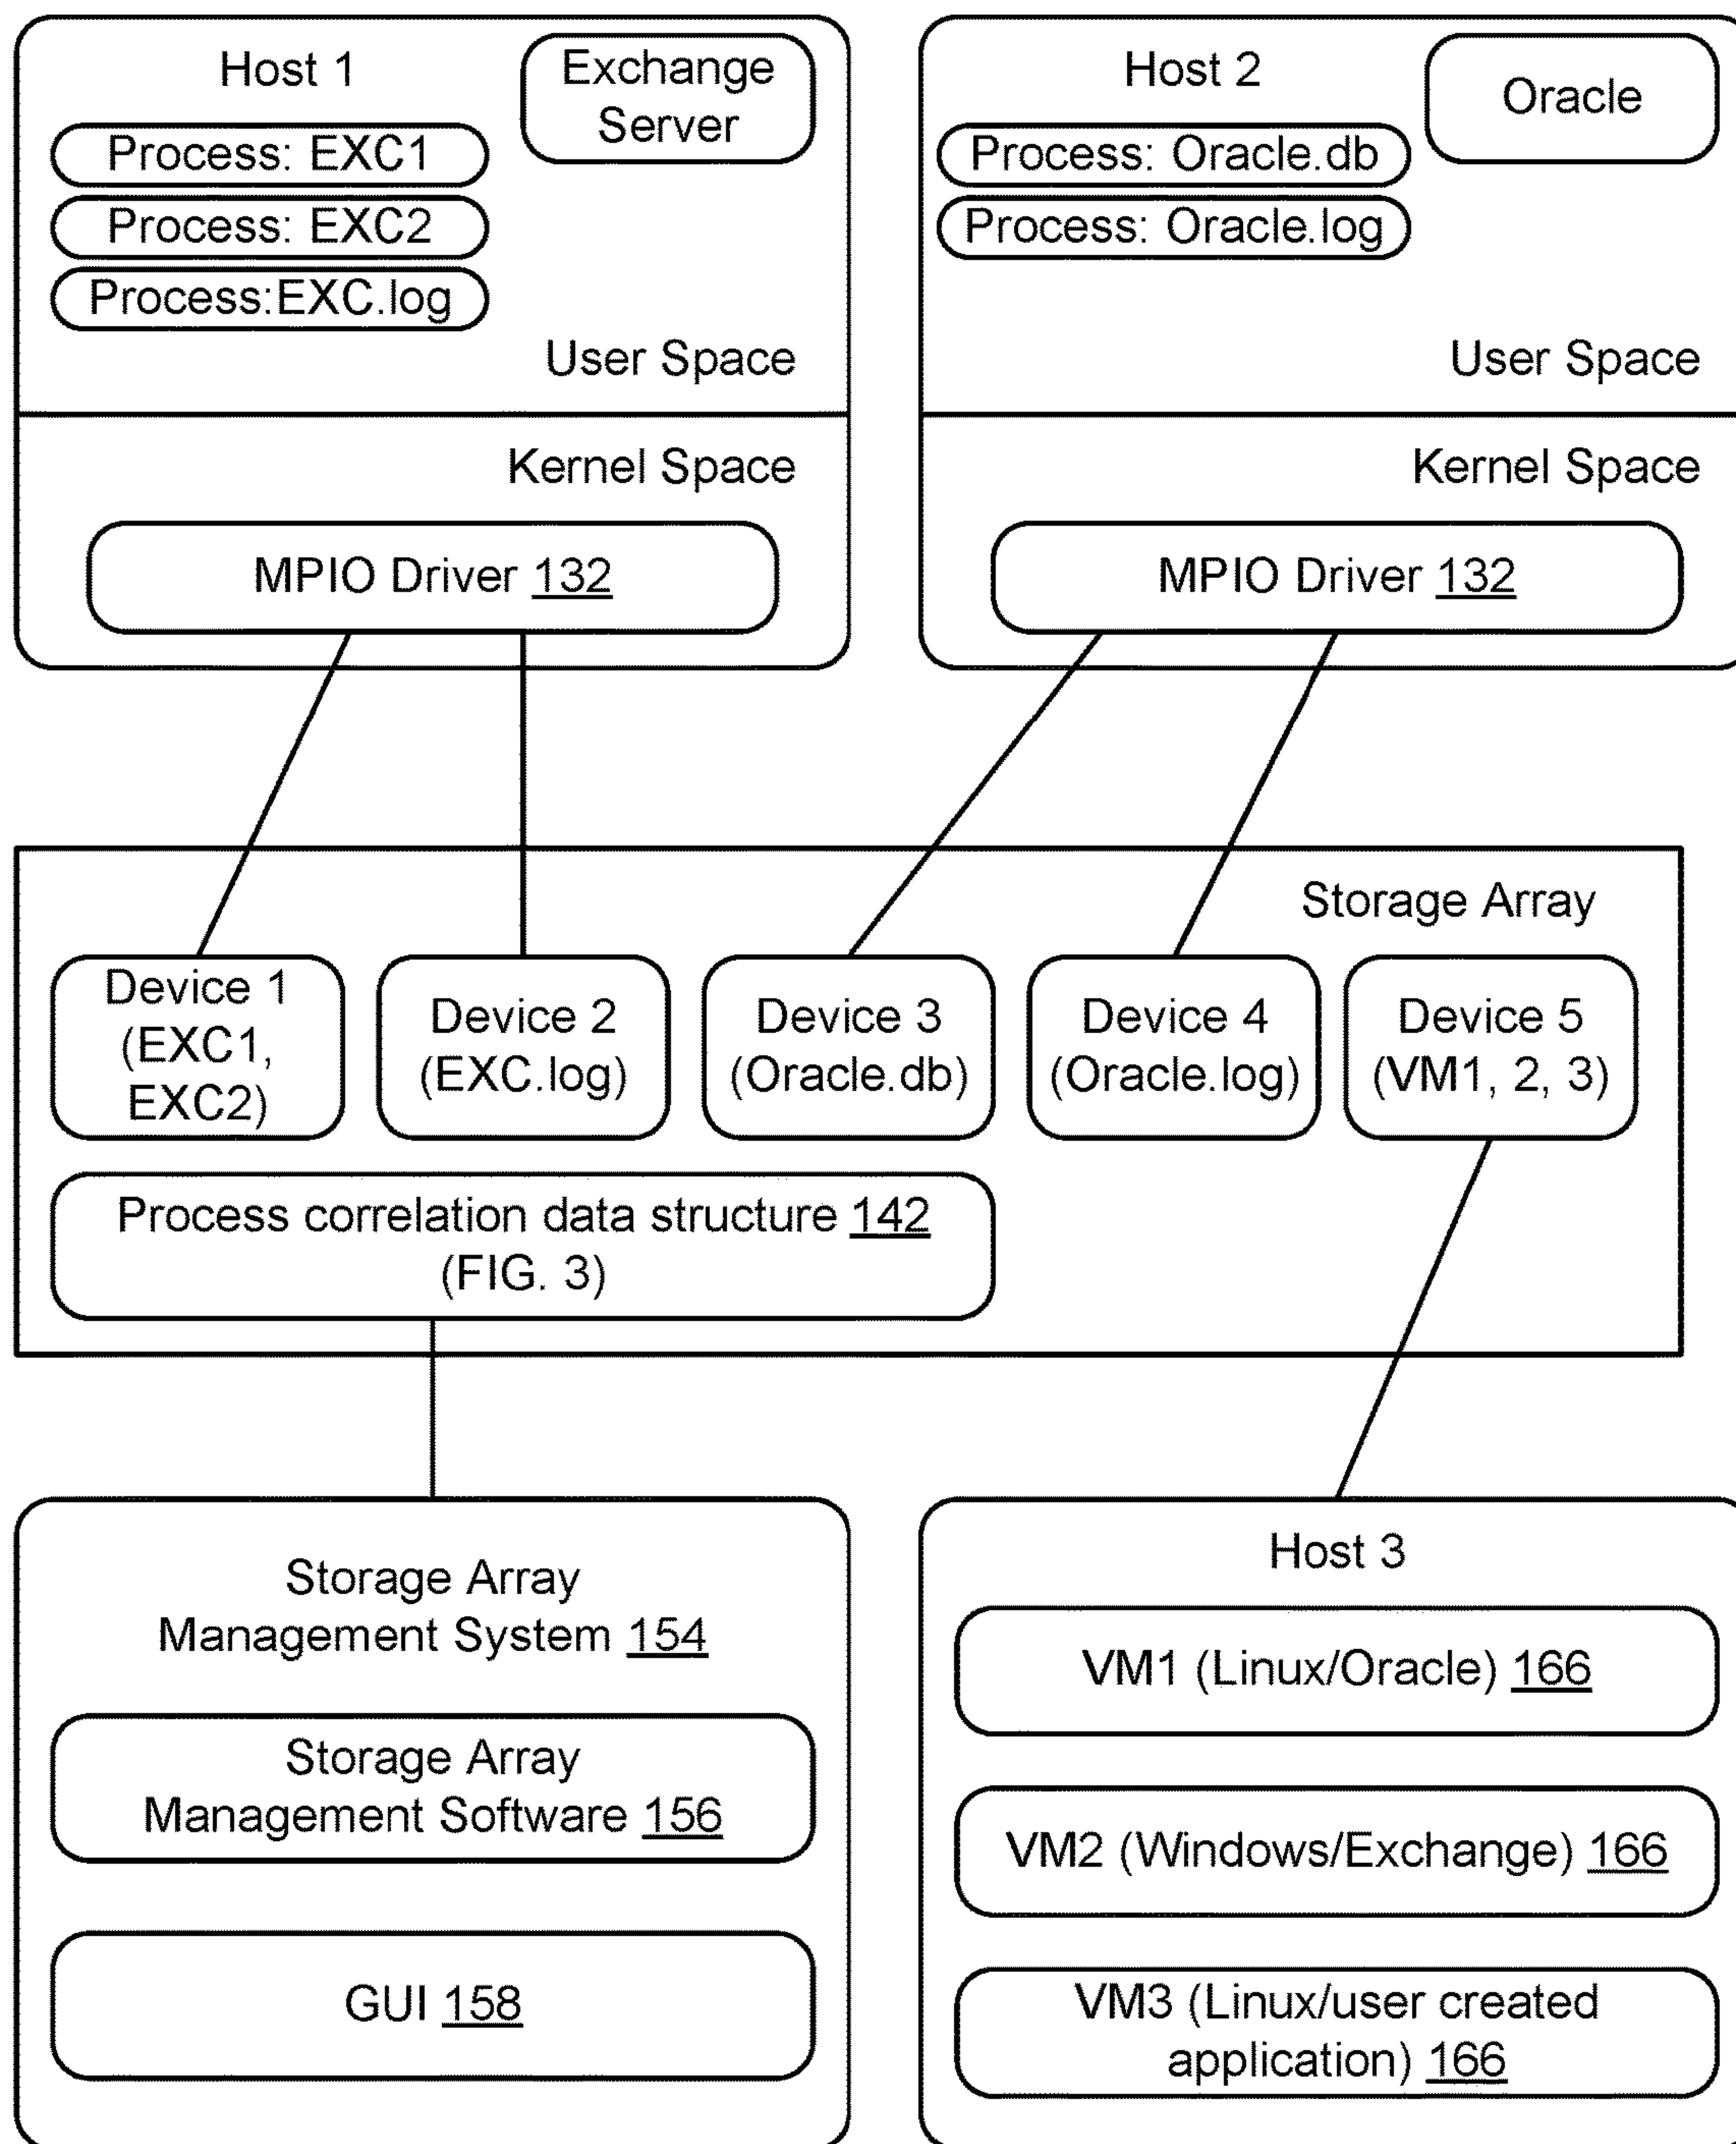 Host 1
Exchange
Server
Process: EXC1
Process: EXC2
Process:EXC.log
User Space
Kernel Space
MPIO Driver 132
Host 2
Oracle
Process: Oracle.db
Process: Oracle.log
User Space
Kernel Space
MPIO Driver 132
Storage Array
Device 1
(EXC1,
EXC2)
Device 2
(EXC.log)
Device 3
(Oracle.db)
Device 4
(Oracle.log)
Device 5
(VM1, 2, 3)
Process correlation data structure 142
(FIG. 3)
Storage Array
Management System 154
Storage Array
Management Software 156
GUI 158
Host 3
VM1 (Linux/Oracle) 166
VM2 (Windows/Exchange) 166
VM3 (Linux/user created
application) 166